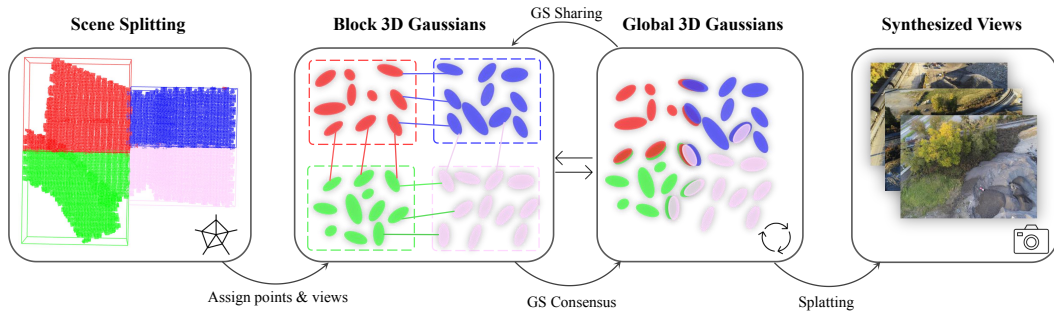 Scene Splitting
Block 3D Gaussians
GS Sharing
Global 3D Gaussians
Synthesized Views
Assign points & views
GS Consensus
Splatting